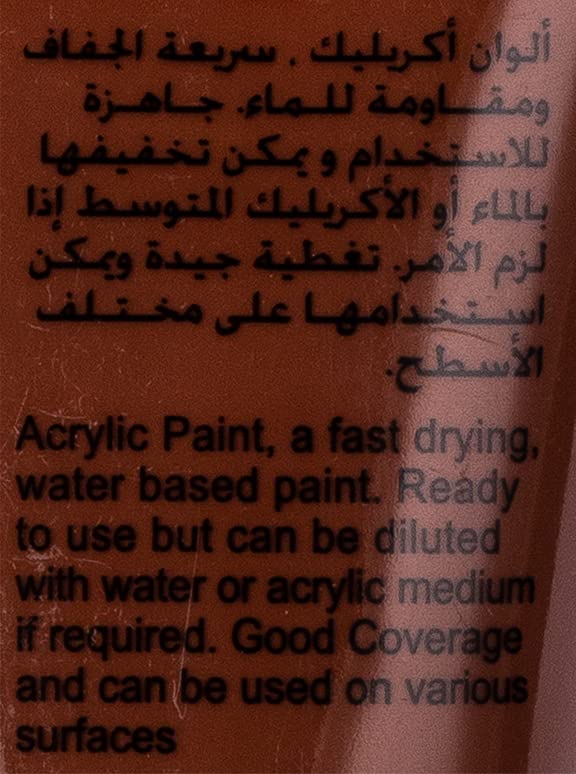 ألوان أكريليك . سريعة الجفاف
ومقاومة للماء. جاهزة
للاستخدام و يمكن تخفيفها
بالماء أو الأكريليك المتوسط إذا
لزم الأمر. تغطية جيدة ويمكن
استخدامها على مختلف
الأسطح.
Acrylic Paint, a fast drying,
water based paint. Ready
to use but can be diluted
with water or acrylic medium
if required. Good Coverage
and can be used on various
surfaces